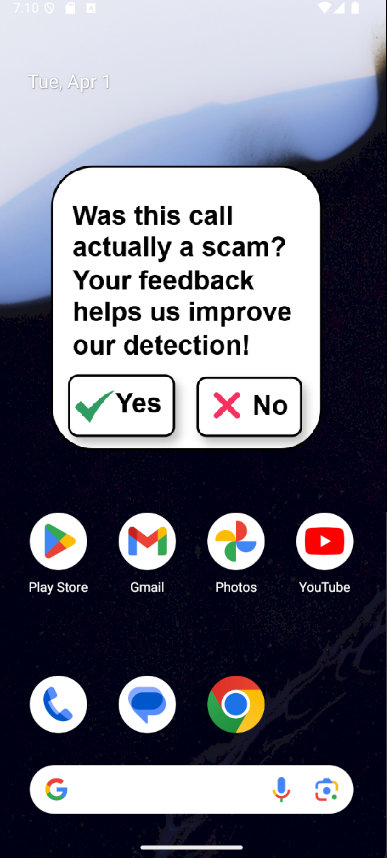 7:10
Tue, Apr 1
Was this call
actually a scam?
Your feedback
helps us improve
our detection!
Yes
No
Play Store
Gmail
Photos
YouTube